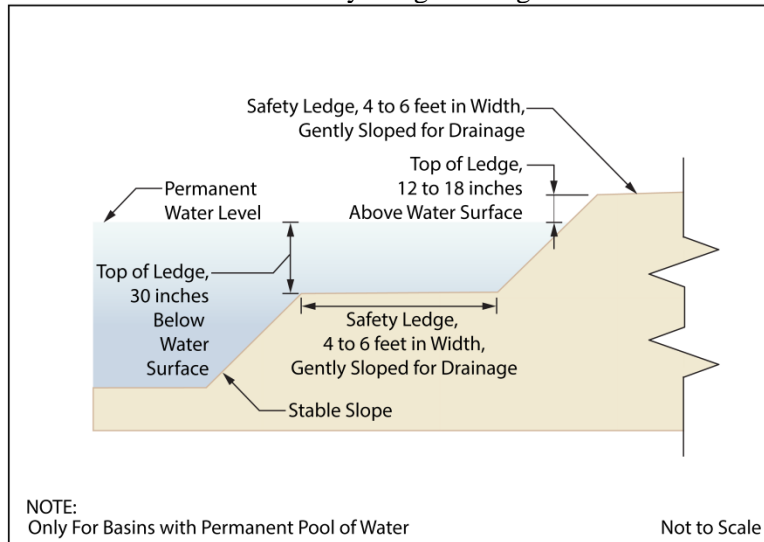 Safety Ledge, 4 to 6 feet in Width,
Gently Sloped for Drainage
Top of Ledge,
12 to 18 inches
Above Water Surface
Permanent
Water Level
Top of Ledge,
30 inches
Below
Water
Surface
Safety Ledge,
4 to 6 feet in Width,
Gently Sloped for Drainage
Stable Slope
NOTE:
Only For Basins with Permanent Pool of Water
Not to Scale